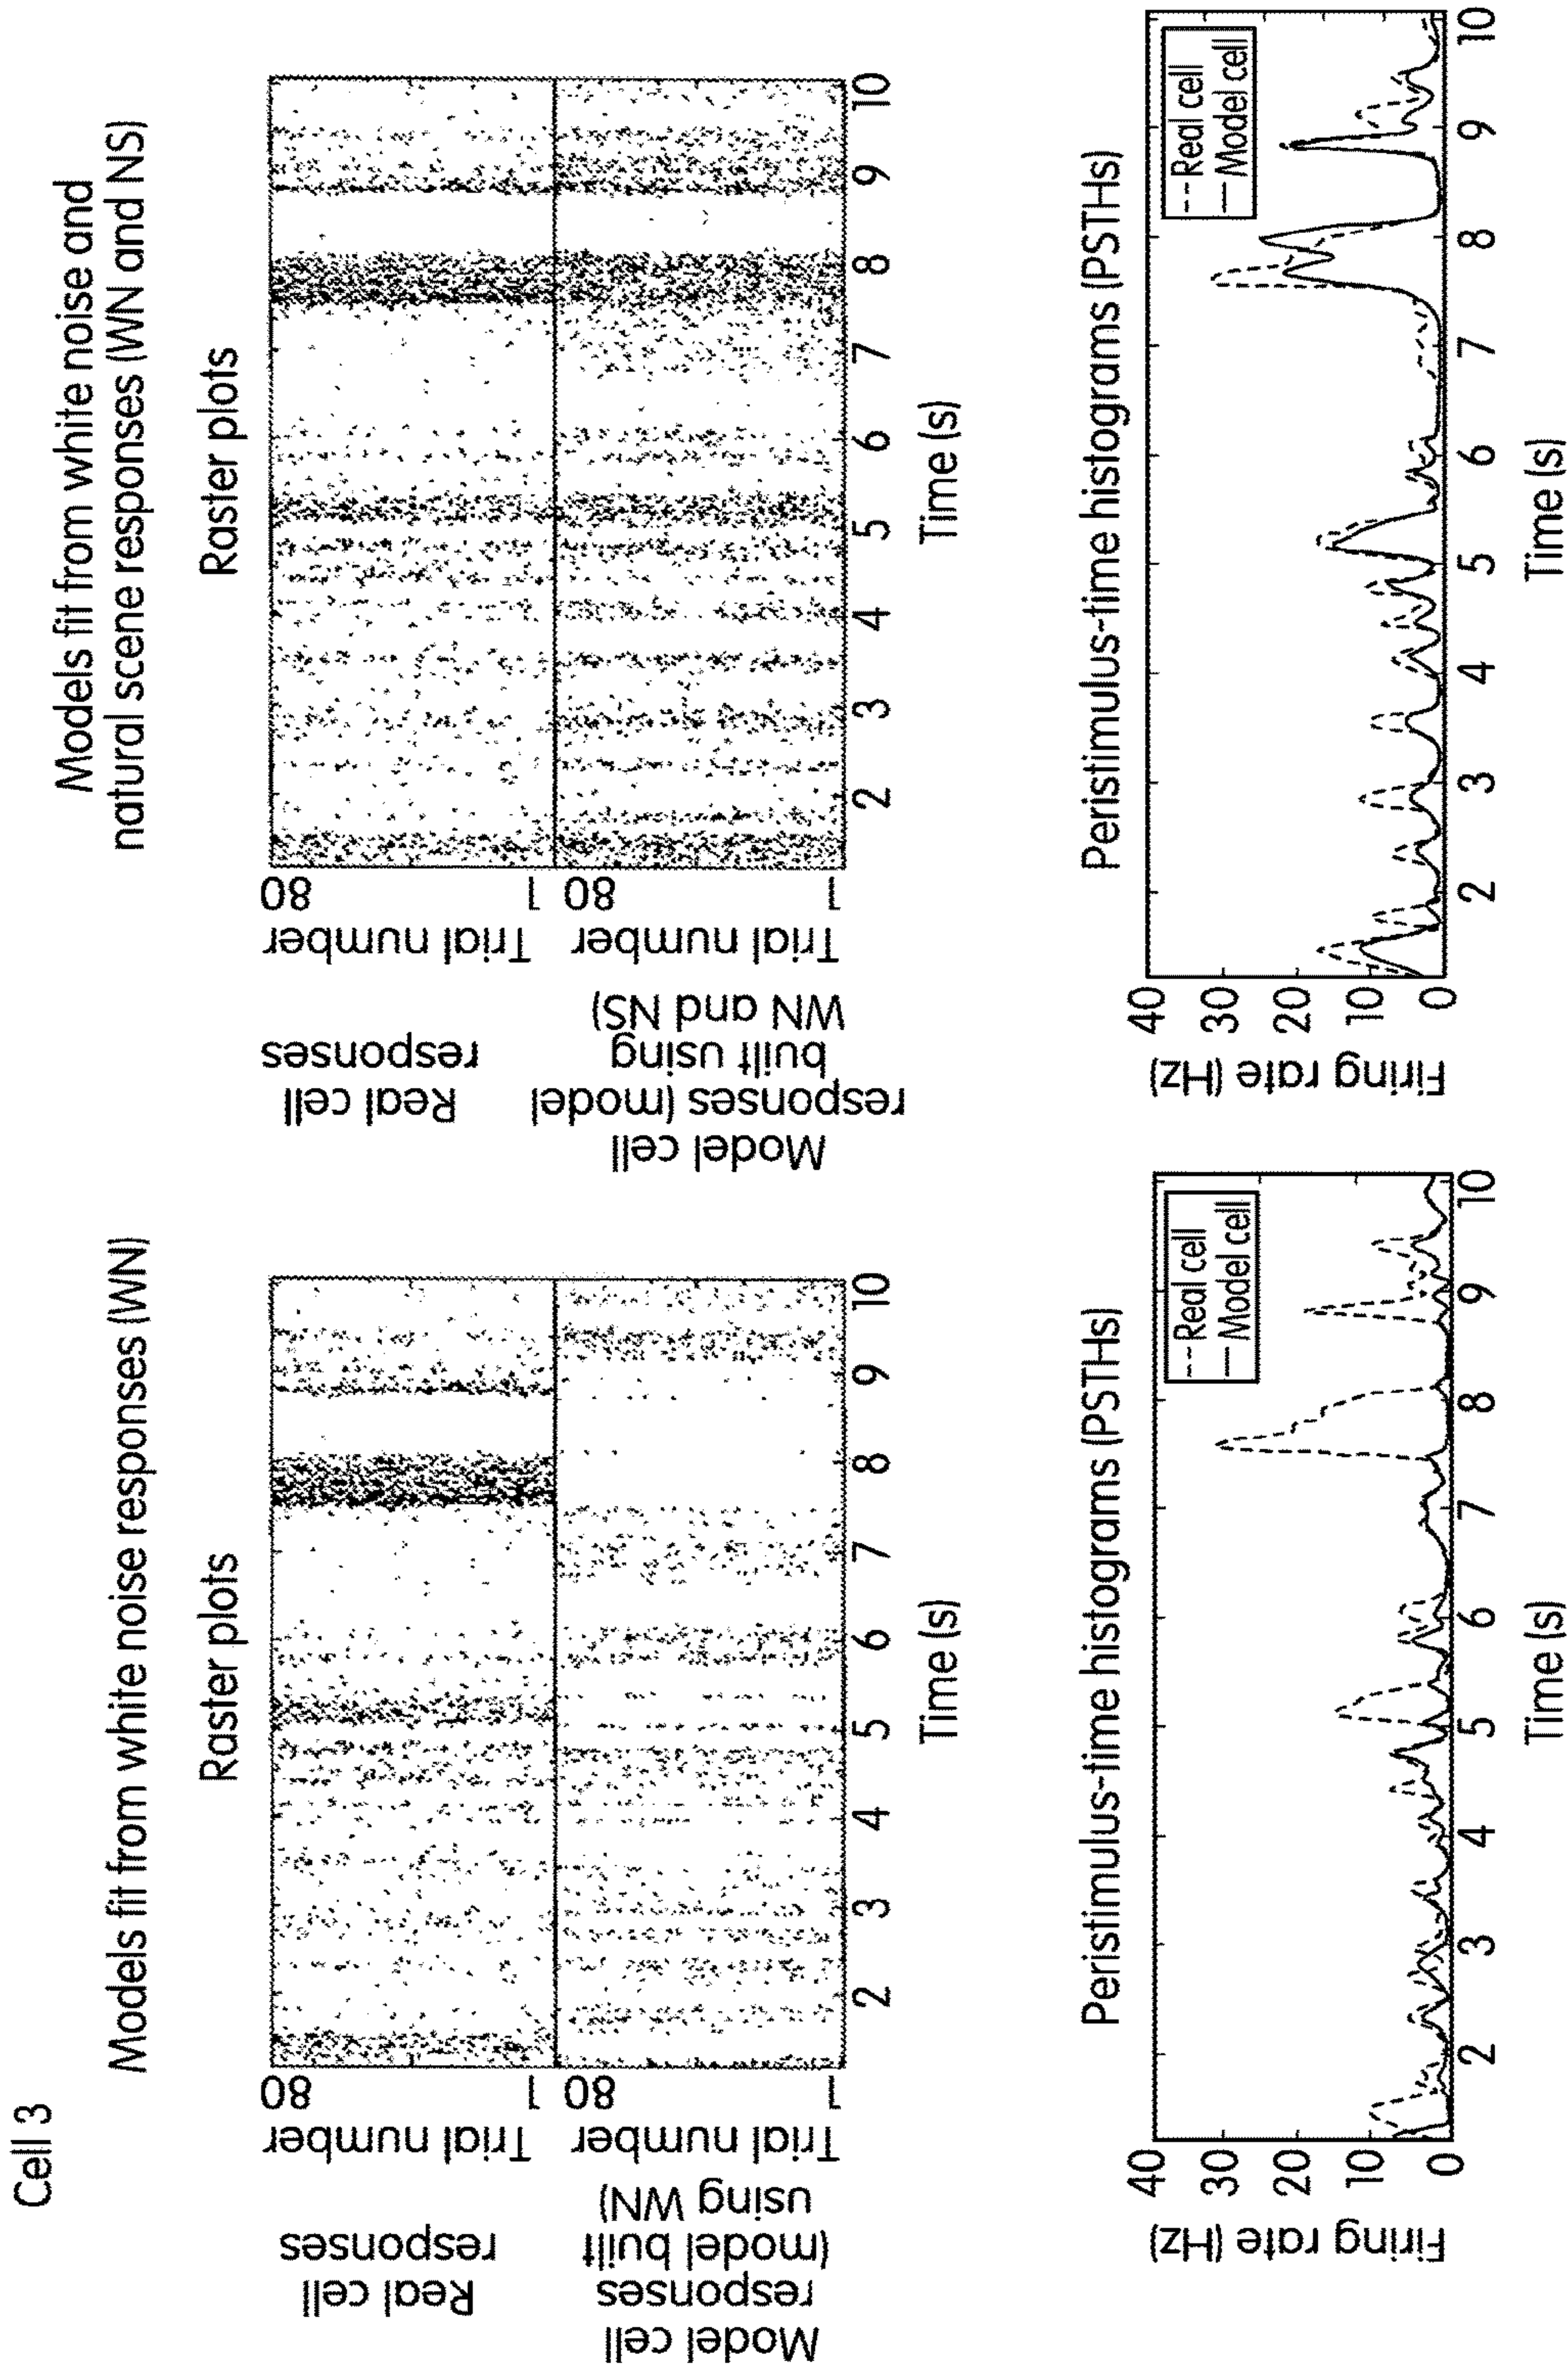 Cell 3
Models fit from white noise responses (WN)
Raster plots
Real cell
responses
Trial number
80
1
Model cell
responses
(model built
using WN)
Trial number
80
1
2 3 4 5 6 7 8 9 10
Time (s)
Peristimulus-time histograms (PSTHs)
Firing rate (Hz)
40
30
20
10
0
Real cell
Model cell
2 3 4 5 6 7 8 9 10
Time (s)
Models fit from white noise and
natural scene responses (WN and NS)
Raster plots
Real cell
responses
Trial number
80
1
Model cell
responses (model
built using
WN and NS)
Trial number
80
1
2 3 4 5 6 7 8 9 10
Time (s)
Peristimulus-time histograms (PSTHs)
Firing rate (Hz)
40
30
20
10
0
Real cell
Model cell
2 3 4 5 6 7 8 9 10
Time (s)